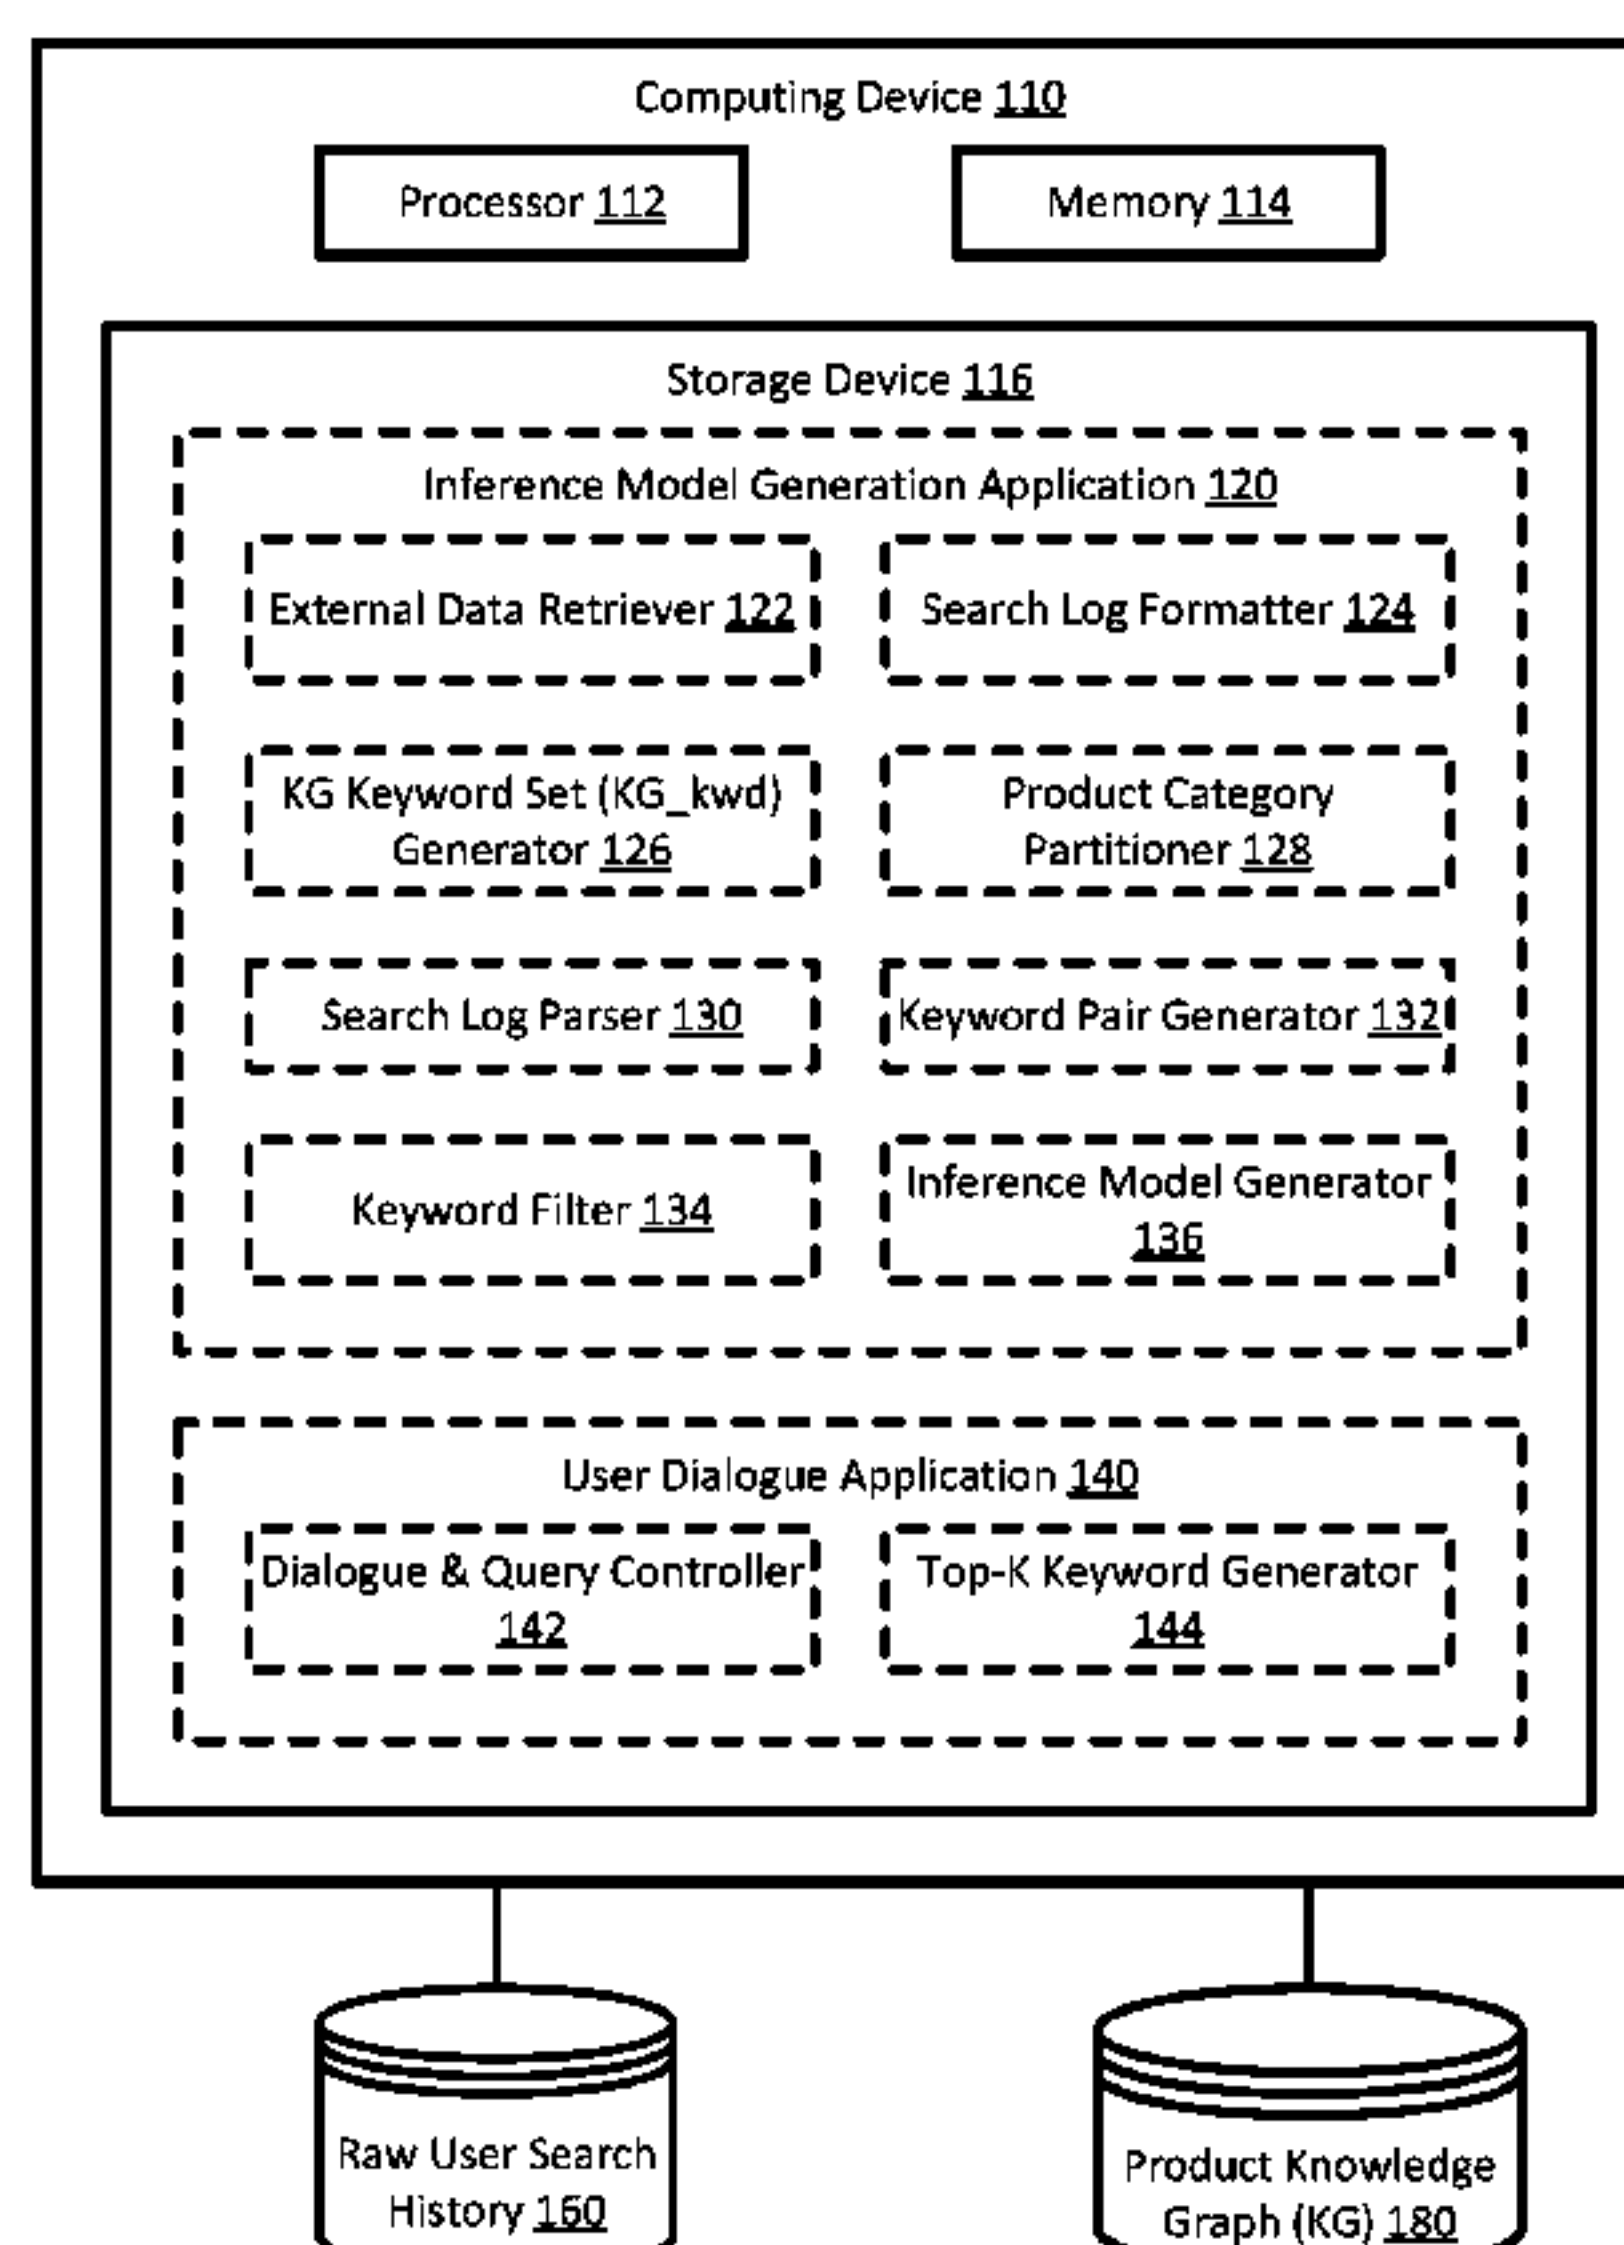 Computing Device 110
Processor 112
Memory 114
Storage Device 116
Inference Model Generation Application 120
External Data Retriever 122
Search Log Formatter 124
KG Keyword Set (KG_kwd)
Generator 126
Product Category
Partitioner 128
Search Log Parser 130
Keyword Pair Generator 132
Keyword Filter 134
Inference Model Generator
136
User Dialogue Application 140
Dialogue & Query Controller
142
Top-K Keyword Generator
144
Raw User Search
History 160
Product Knowledge
Graph (KG) 180